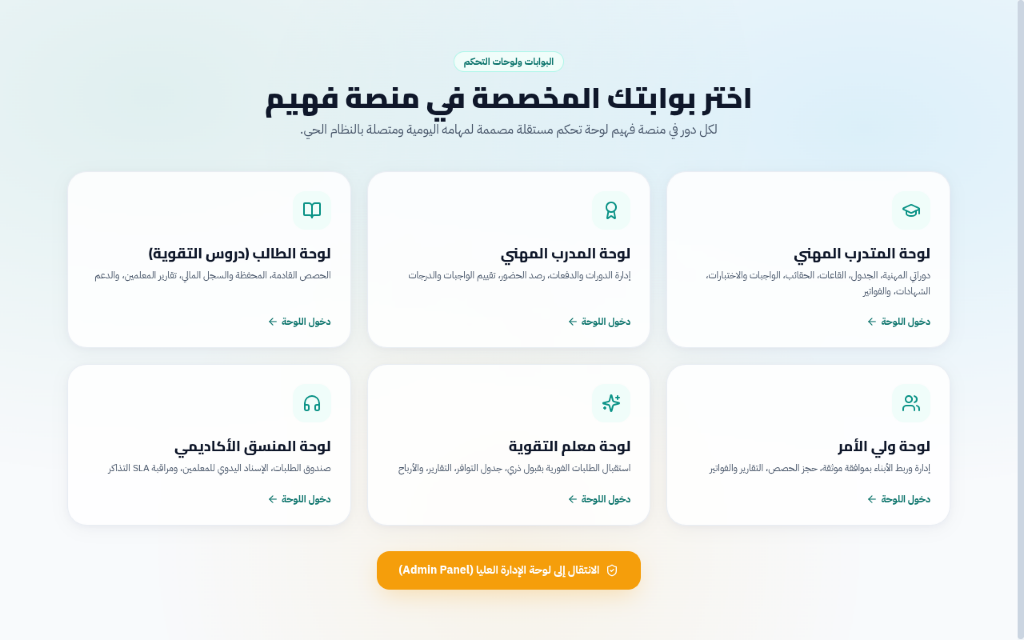 البوابات ولوحات التحكم
اختر بوابتك المخصصة في منصة فهيم
لكل دور في منصة فهيم لوحة تحكم مستقلة مصممة لمهامه اليومية ومتصلة بالنظام الحي.
لوحة المتدرب المهني
دوراتي المهنية، الجدول، القاعات، الحقائب، الواجبات والاختبارات،
الشهادات، والفواتير
دخول اللوحة ←
لوحة المدرب المهني
إدارة الدورات والدفعات، رصد الحضور، تقييم الواجبات والدرجات
دخول اللوحة ←
لوحة الطالب (دروس التقوية)
الحصص القادمة، المحفظة والسجل المالي، تقارير المعلمين، والدعم
دخول اللوحة ←
لوحة ولي الأمر
إدارة وربط الأبناء بموافقة موثقة، حجز الحصص، التقارير والفواتير
دخول اللوحة ←
لوحة معلم التقوية
استقبال الطلبات الفورية بقبول ذري، جدول التوافر، التقارير، والأرباح
دخول اللوحة ←
لوحة المنسق الأكاديمي
صندوق الطلبات، الإسناد اليدوي للمعلمين، ومراقبة SLA التذاكر
دخول اللوحة ←
الانتقال إلى لوحة الإدارة العليا (Admin Panel)